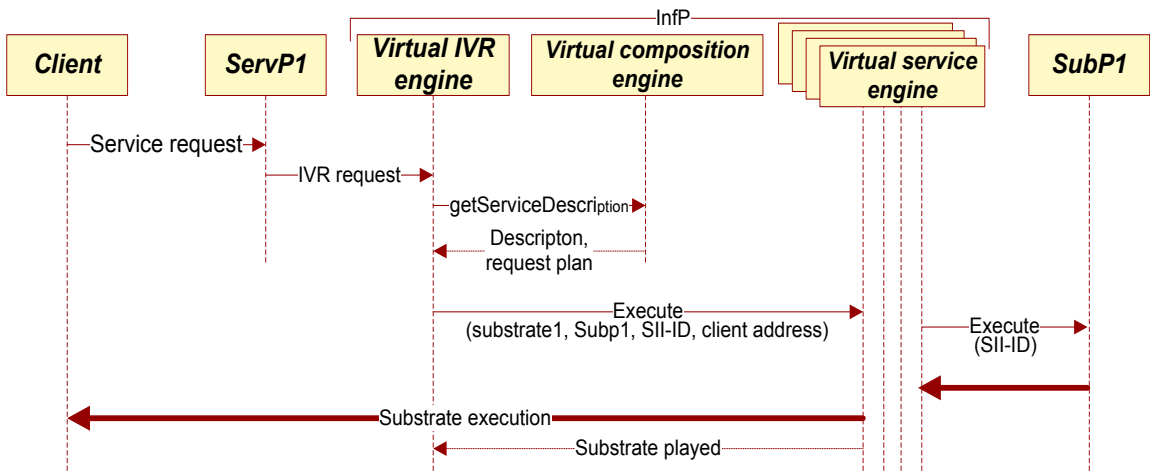 InfP
Client
ServP1
Virtual IVR
engine
Virtual composition
engine
Virtual service
engine
SubP1
Service request
IVR request
getServiceDescription
Descripton,
request plan
Execute
(substrate1, Subp1, SII-ID, client address)
Execute
(SII-ID)
Substrate execution
Substrate played